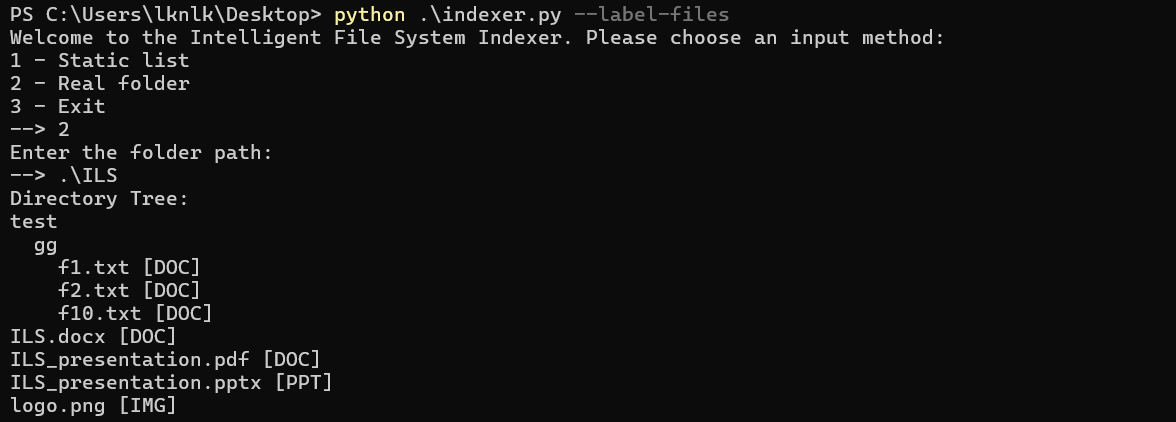 PS C:\Users\lknlk\Desktop> python .\indexer.py --label-files
Welcome to the Intelligent File System Indexer. Please choose an input method:
1 - Static list
2 - Real folder
3 - Exit
--> 2
Enter the folder path:
--> .\ILS
Directory Tree:
test
  gg
    f1.txt [DOC]
    f2.txt [DOC]
    f10.txt [DOC]
ILS.docx [DOC]
ILS_presentation.pdf [DOC]
ILS_presentation.pptx [PPT]
logo.png [IMG]